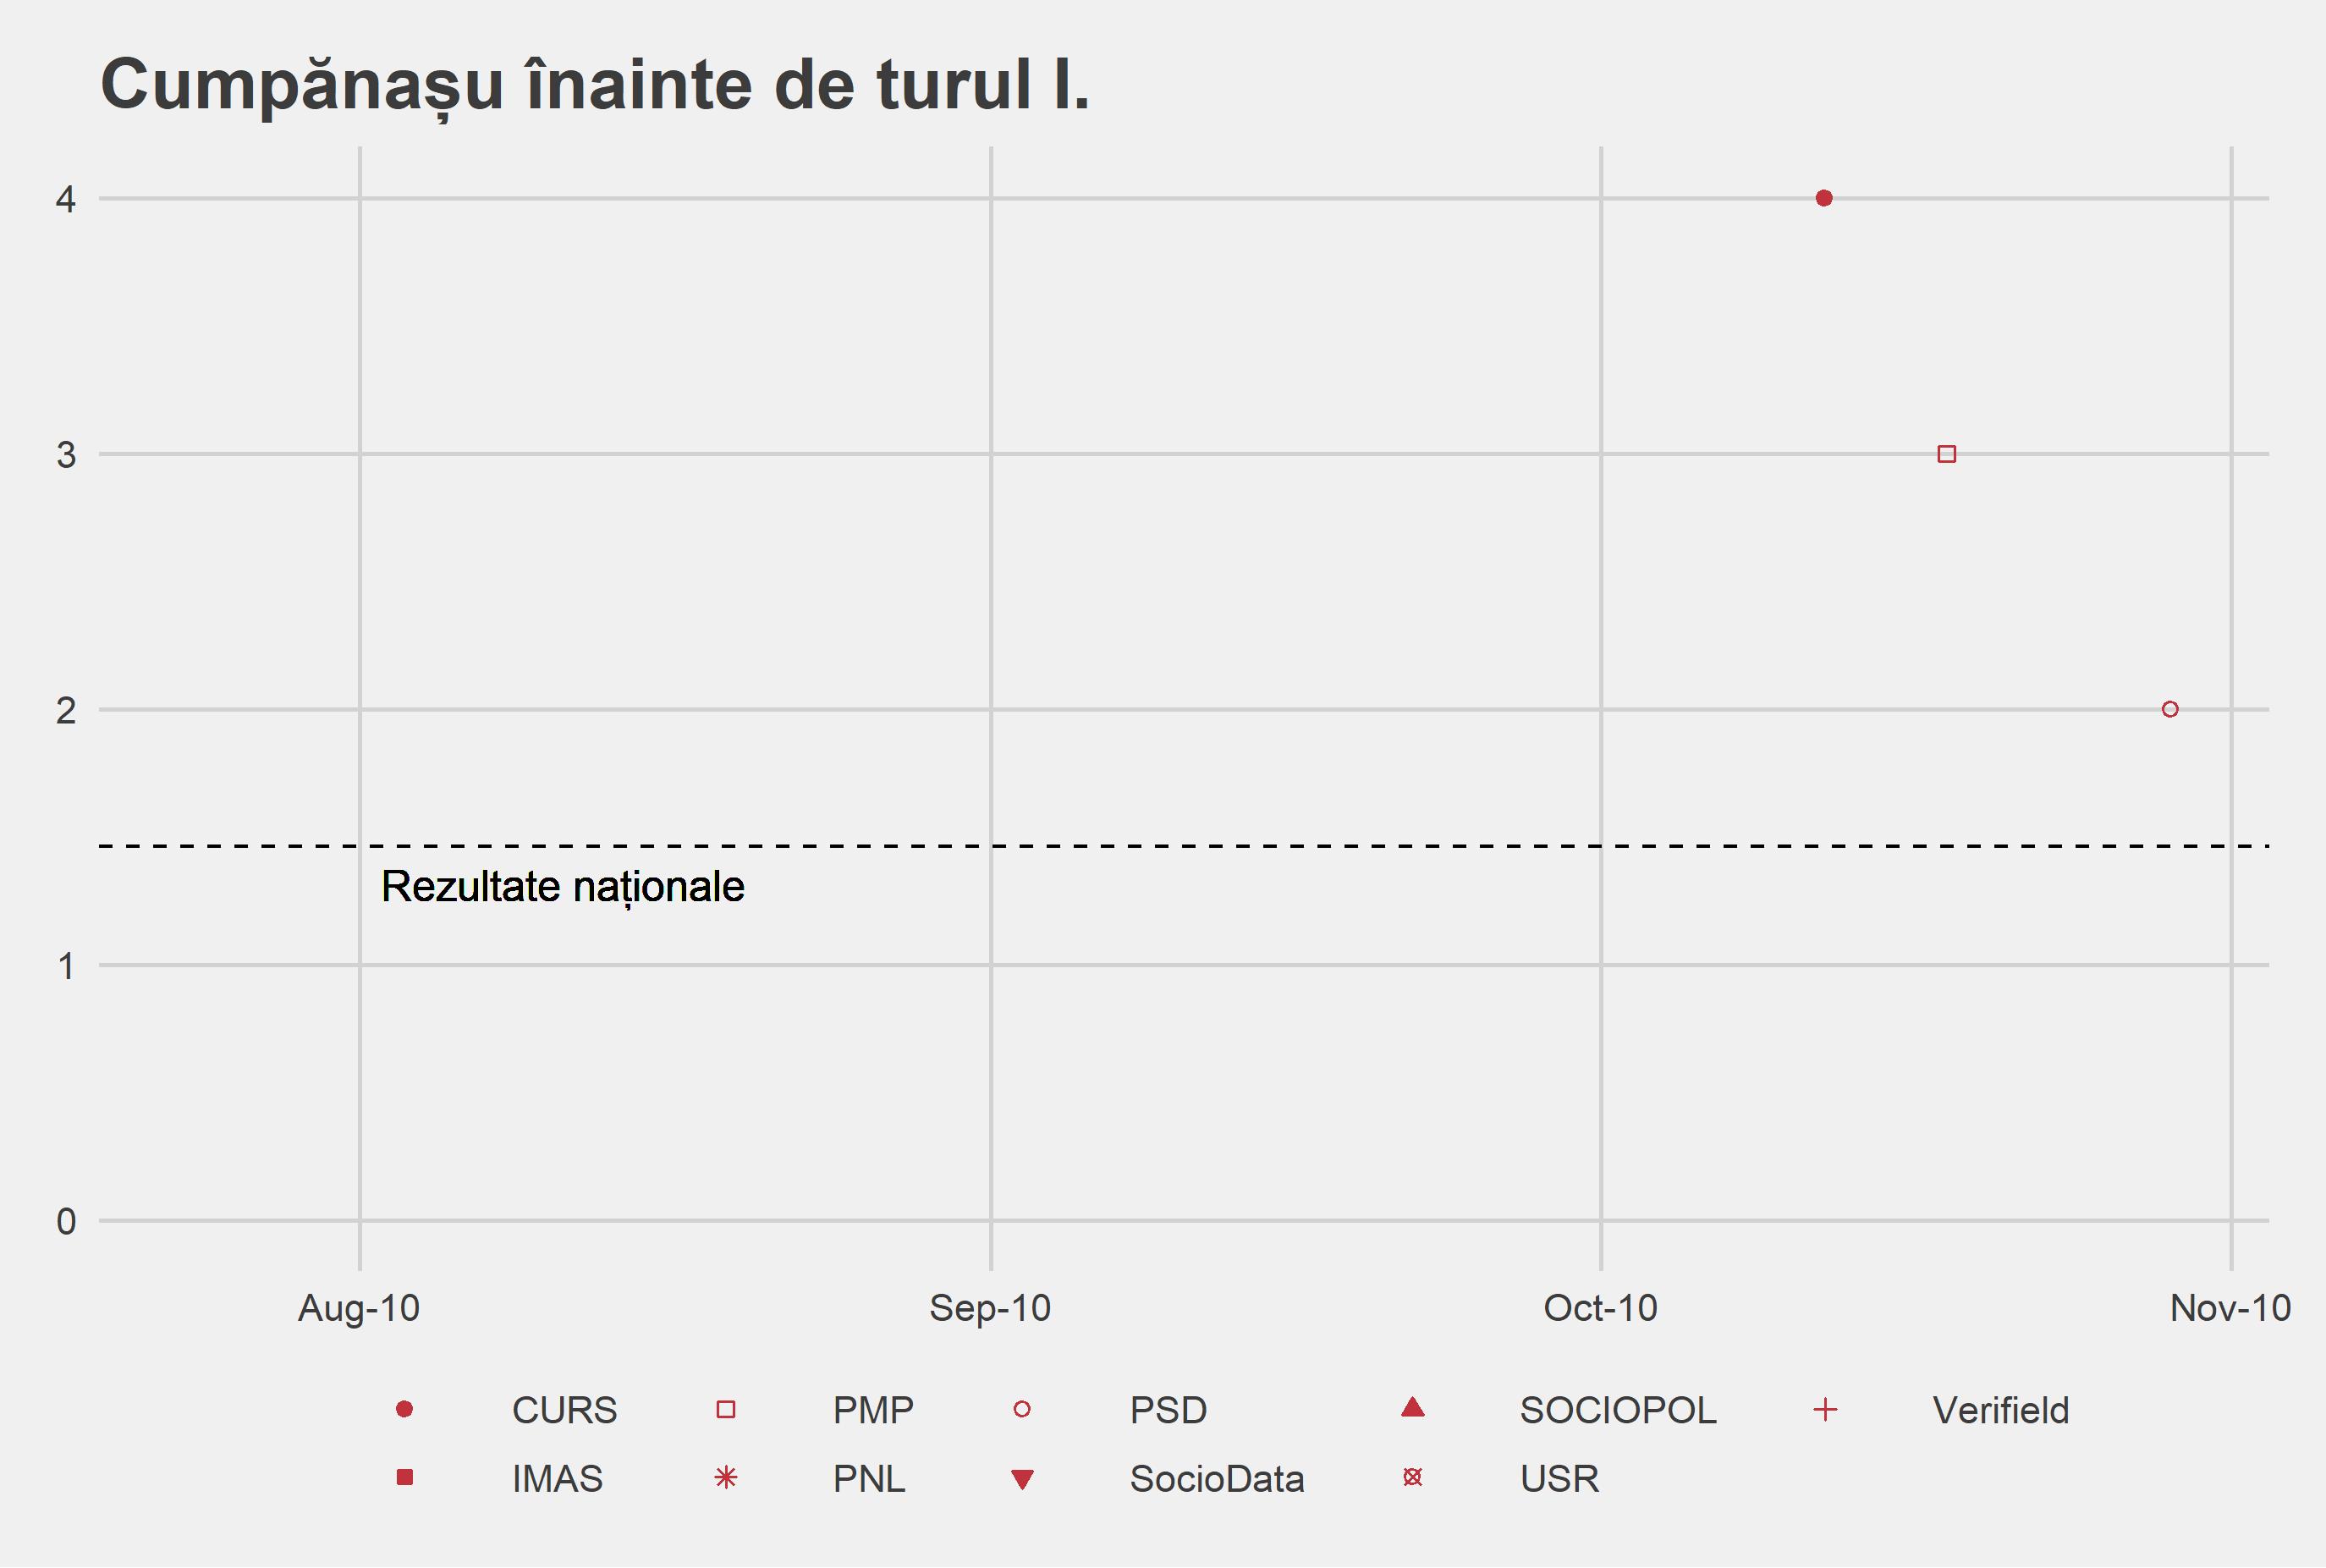 Cumpănașu înainte de turul I.
4
3
2
Rezultate naționale
1
0
Aug-10 Sep-10 Oct-10 Nov-10
CURS PMP PSD SOCIOPOL Verifield
IMAS PNL SocioData USR